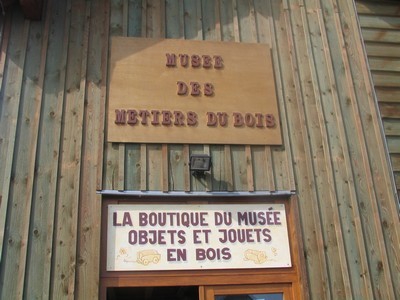 MUSEE
DES
METIERS DU BOIS
LA BOUTIQUE DU MUSÉE
OBJETS ET JOUETS
EN BOIS